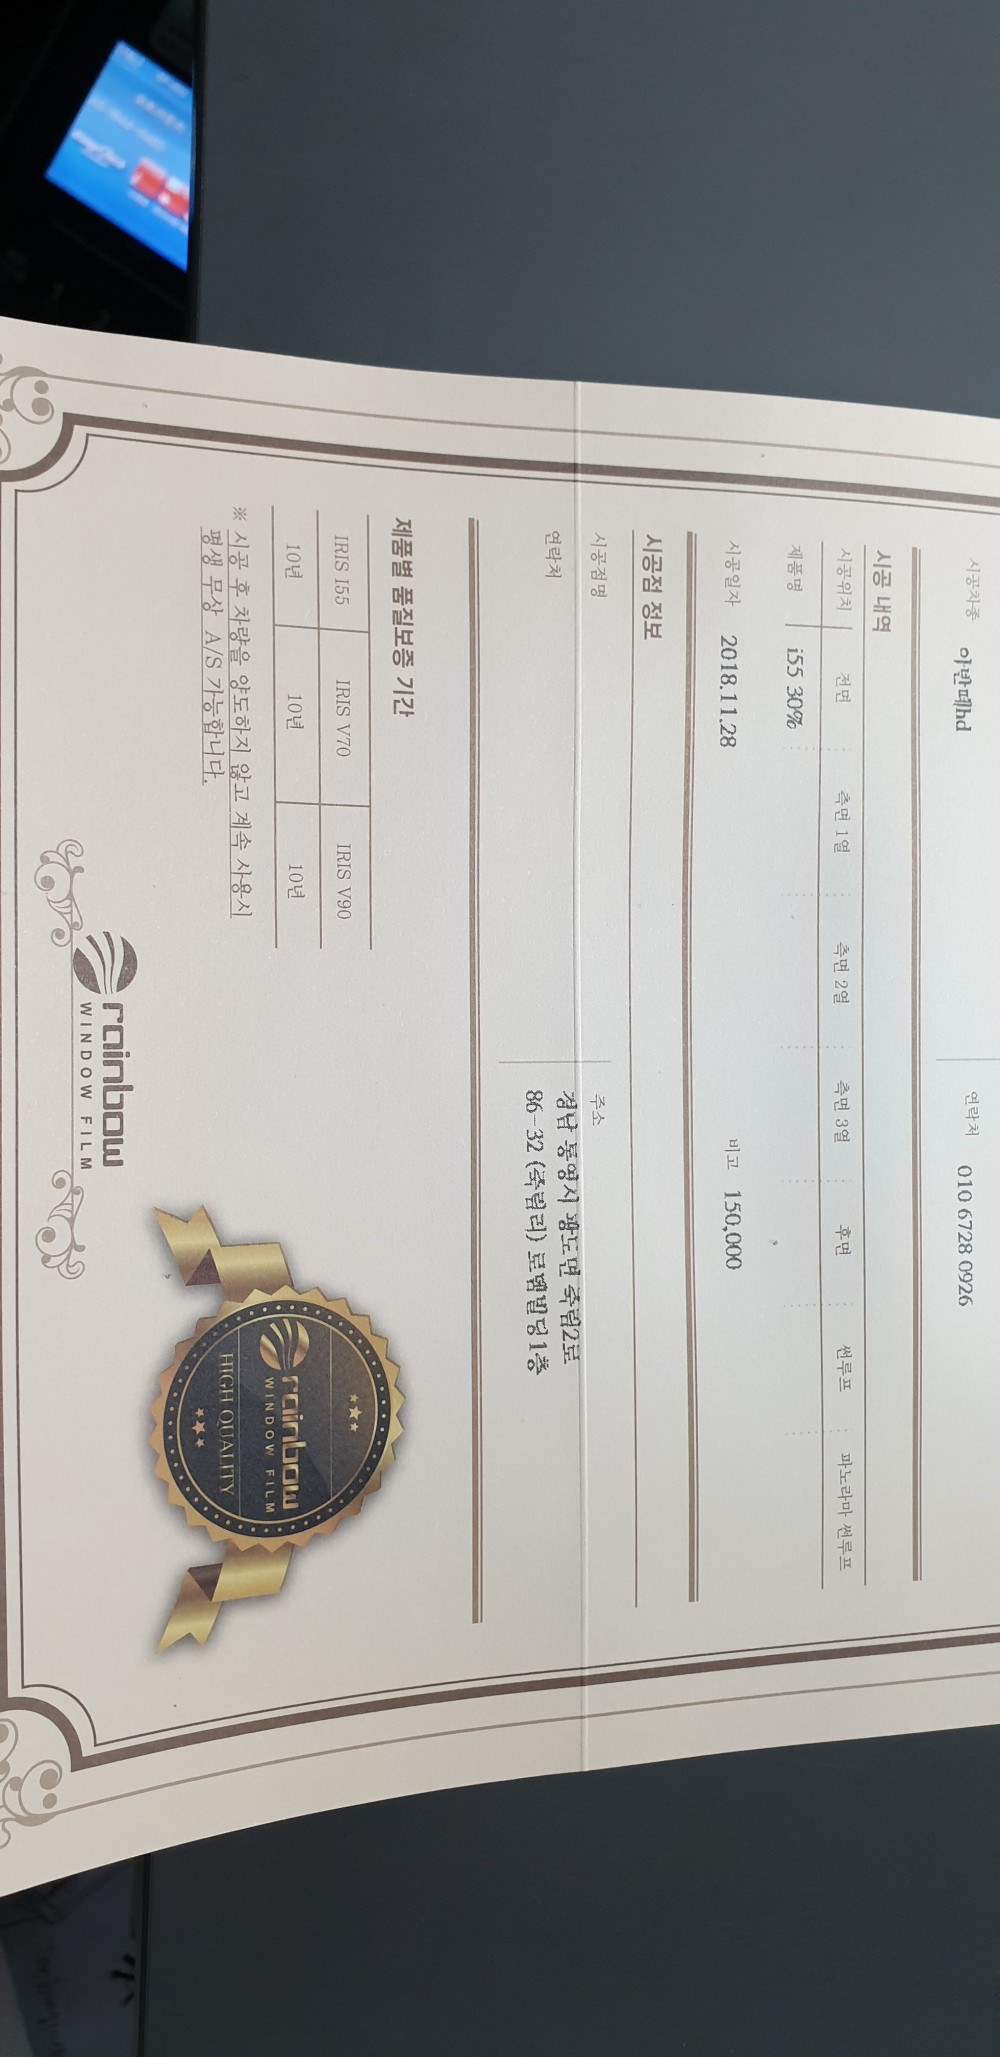 시공차종 아반떼hd 연락처 010 6728 0926
시공 내역
시공위치 전면 측면 1열 측면 2열 측면 3열 후면 썬루프 파노라마 썬루프
제품명 i55 30%
시공일자 2018.11.28 비고 150,000
시공점 정보
시공점명 주소
경남 통영시 광도면 죽림2로
연락처 86-32 (죽림리) 로뎀빌딩1층
제품별 품질보증 기간
IRIS I55 IRIS V70 IRIS V90
10년 10년 10년
※ 시공 후 차량을 양도하지 않고 계속 사용시
평생 무상 A/S 가능합니다.
rainbow
WINDOW FILM
rainbow
WINDOW FILM
HIGH QUALITY